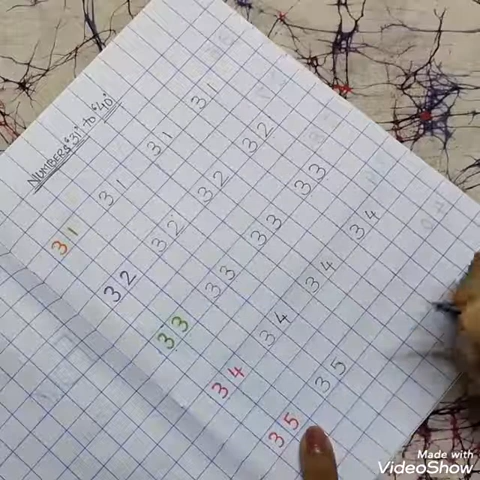 NUMBERS "31" to "40"
31 31 31 31
32 32 32 32
33 33 33 33
34 34 34 34
35 35
Made with
VideoShow